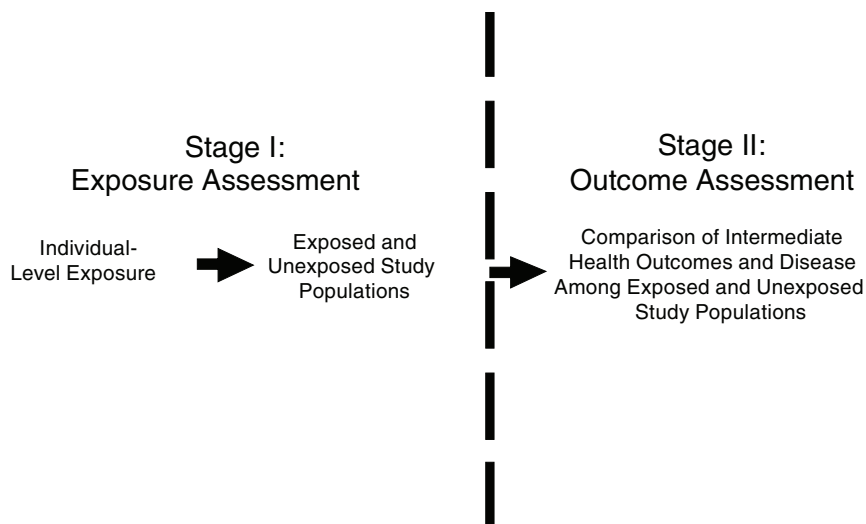 Stage I:
Exposure Assessment
Individual-
Level Exposure
Exposed and
Unexposed Study
Populations
Stage II:
Outcome Assessment
Comparison of Intermediate
Health Outcomes and Disease
Among Exposed and Unexposed
Study Populations